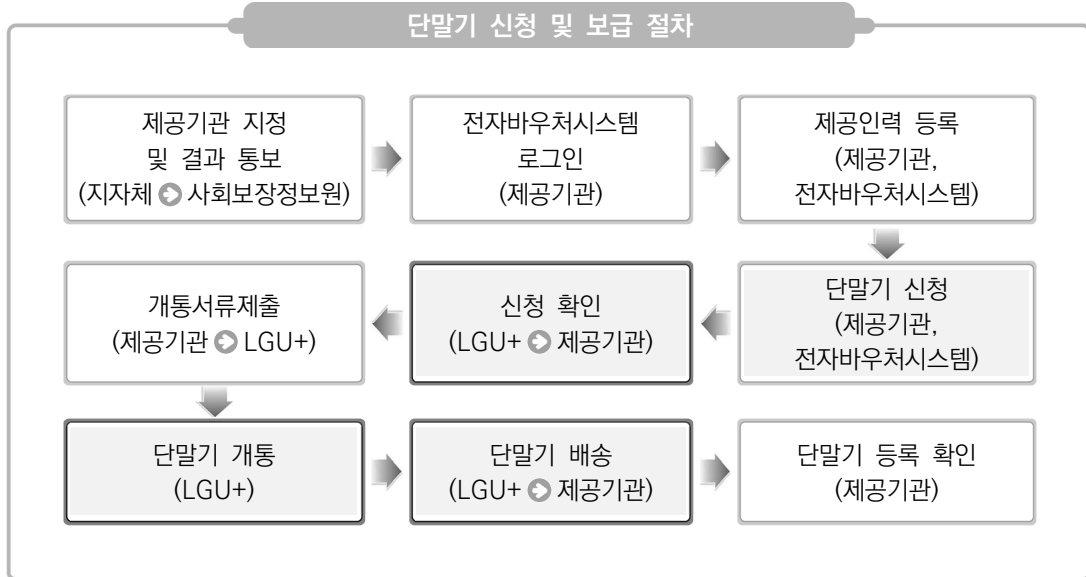 단말기 신청 및 보급 절차
제공기관 지정
및 결과 통보
(지자체 ➲ 사회보장정보원)
전자바우처시스템
로그인
(제공기관)
제공인력 등록
(제공기관,
전자바우처시스템)
단말기 신청
(제공기관,
전자바우처시스템)
신청 확인
(LGU+ ➲ 제공기관)
개통서류제출
(제공기관 ➲ LGU+)
단말기 개통
(LGU+)
단말기 배송
(LGU+ ➲ 제공기관)
단말기 등록 확인
(제공기관)